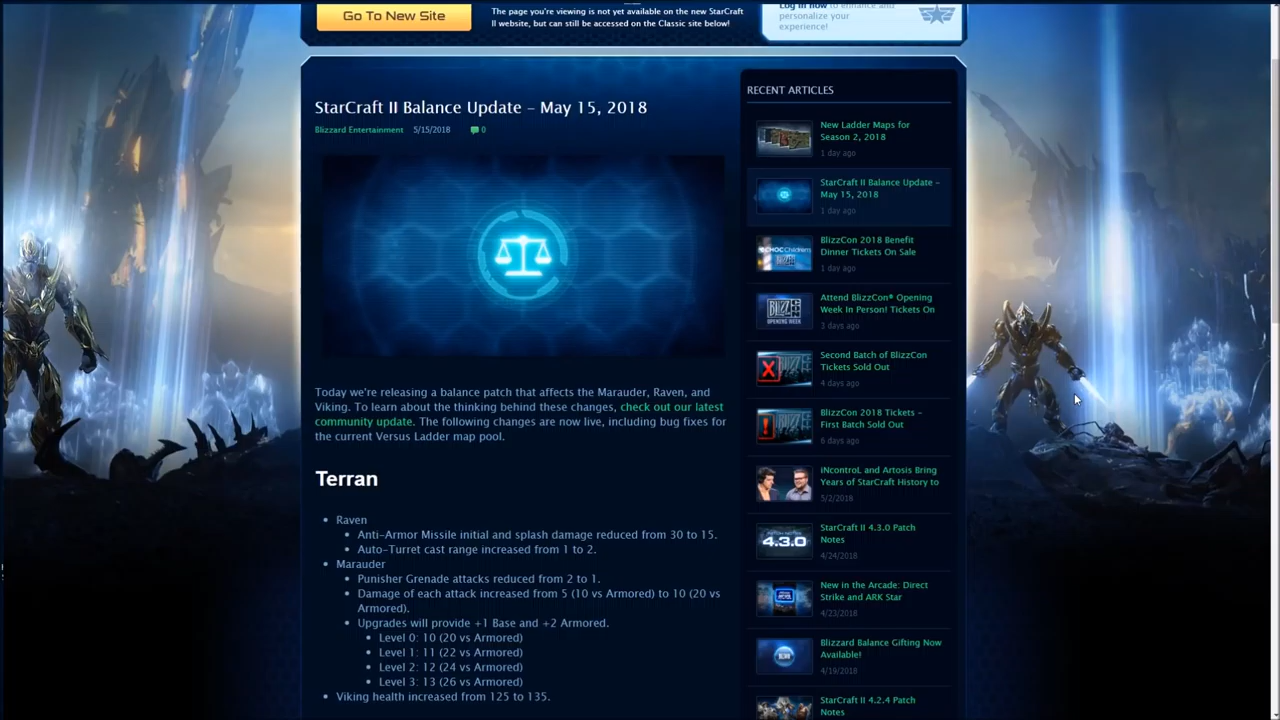 Go To New Site
The page you're viewing is not yet available on the new StarCraft
II website, but can still be accessed on the Classic site below!
Log in now to enhance and
personalize your
experience!
StarCraft II Balance Update – May 15, 2018
Blizzard Entertainment 5/15/2018 0
Today we're releasing a balance patch that affects the Marauder, Raven, and
Viking. To learn about the thinking behind these changes, check out our latest
community update. The following changes are now live, including bug fixes for
the current Versus Ladder map pool.
Terran
• Raven
• Anti-Armor Missile initial and splash damage reduced from 30 to 15.
• Auto-Turret cast range increased from 1 to 2.
• Marauder
• Punisher Grenade attacks reduced from 2 to 1.
• Damage of each attack increased from 5 (10 vs Armored) to 10 (20 vs
Armored).
• Upgrades will provide +1 Base and +2 Armored.
• Level 0: 10 (20 vs Armored)
• Level 1: 11 (22 vs Armored)
• Level 2: 12 (24 vs Armored)
• Level 3: 13 (26 vs Armored)
• Viking health increased from 125 to 135.
RECENT ARTICLES
New Ladder Maps for
Season 2, 2018
1 day ago
StarCraft II Balance Update –
May 15, 2018
1 day ago
CHOC Children's
BlizzCon 2018 Benefit
Dinner Tickets On Sale
1 day ago
BLIZZ
OPENING WEEK
Attend BlizzCon® Opening
Week In Person! Tickets On
3 days ago
Second Batch of BlizzCon
Tickets Sold Out
4 days ago
BlizzCon 2018 Tickets –
First Batch Sold Out
6 days ago
iNcontroL and Artosis Bring
Years of StarCraft History to
5/2/2018
4.3.0
StarCraft II 4.3.0 Patch
Notes
4/24/2018
New in the Arcade: Direct
Strike and ARK Star
4/23/2018
Blizzard Balance Gifting Now
Available!
4/19/2018
StarCraft II 4.2.4 Patch
Notes